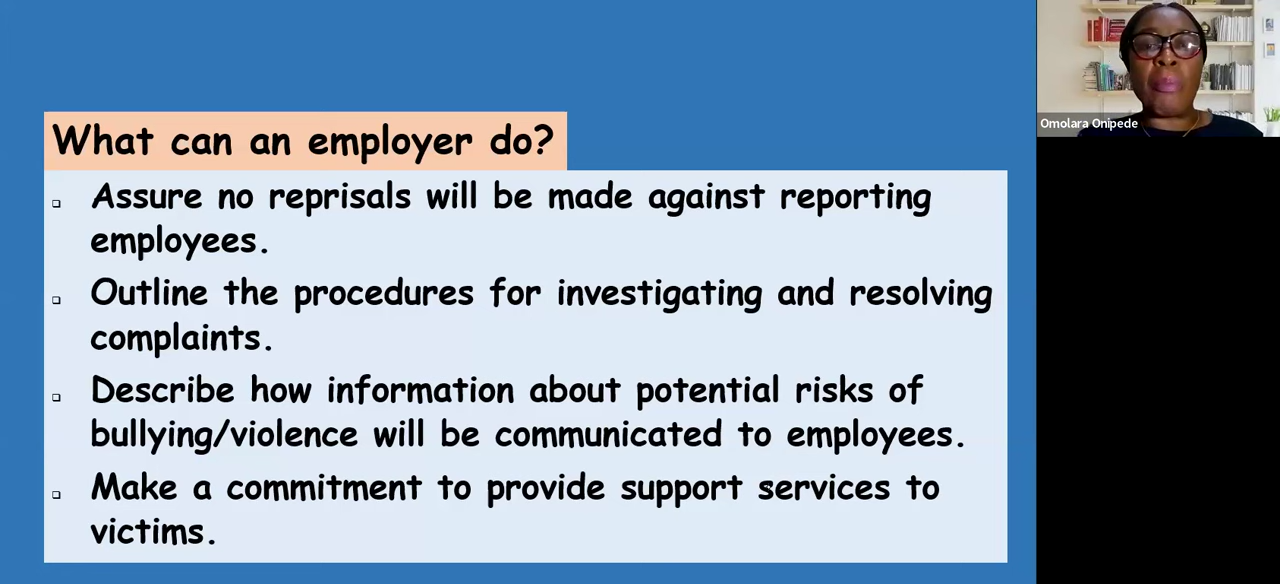 What can an employer do?
Assure no reprisals will be made against reporting
employees.
Outline the procedures for investigating and resolving
complaints.
Describe how information about potential risks of
bullying/violence will be communicated to employees.
Make a commitment to provide support services to
victims.
Omolara Onipede